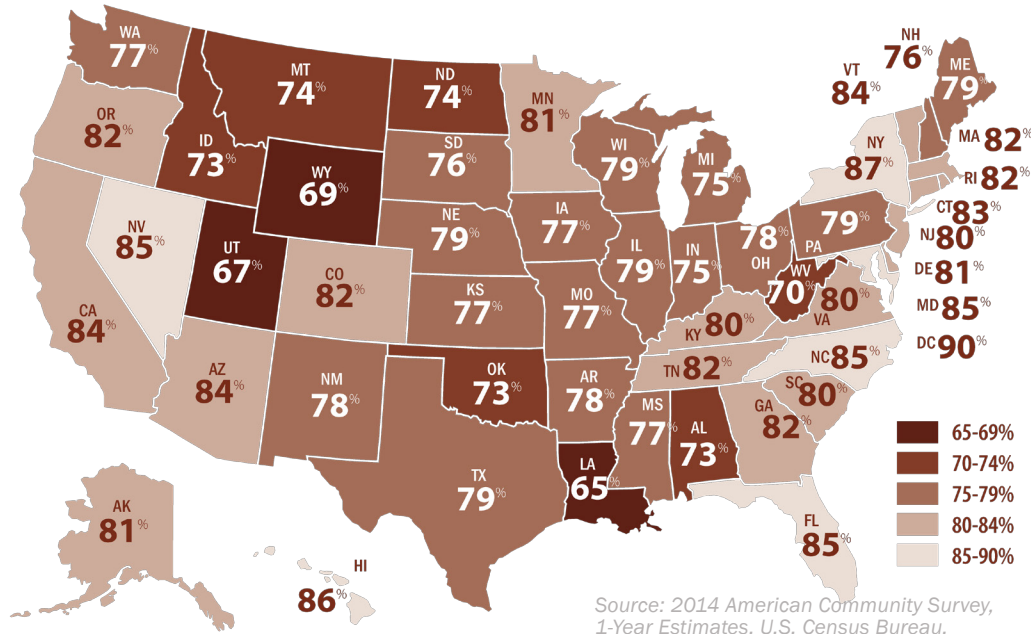 WA
77%
MT
74%
ND
74%
MN
81%
NH
76%
VT
84%
ME
79%
OR
82%
ID
73%
WY
69%
SD
76%
WI
79%
MI
75%
NY
87%
MA 82%
RI 82%
CT 83%
NJ 80%
DE 81%
MD 85%
DC 90%
NV
85%
UT
67%
CO
82%
NE
79%
IA
77%
IL
79%
IN
75%
78%
OH
79%
PA
WV
70%
80%
VA
CA
84%
AZ
84%
NM
78%
KS
77%
MO
77%
KY 80%
TN 82%
NC 85%
SC 80%
OK
73%
AR
78%
MS
77%
AL
73%
GA
82%
TX
79%
LA
65%
FL
85%
AK
81%
HI
86%
65-69%
70-74%
75-79%
80-84%
85-90%
Source: 2014 American Community Survey,
1-Year Estimates, U.S. Census Bureau.